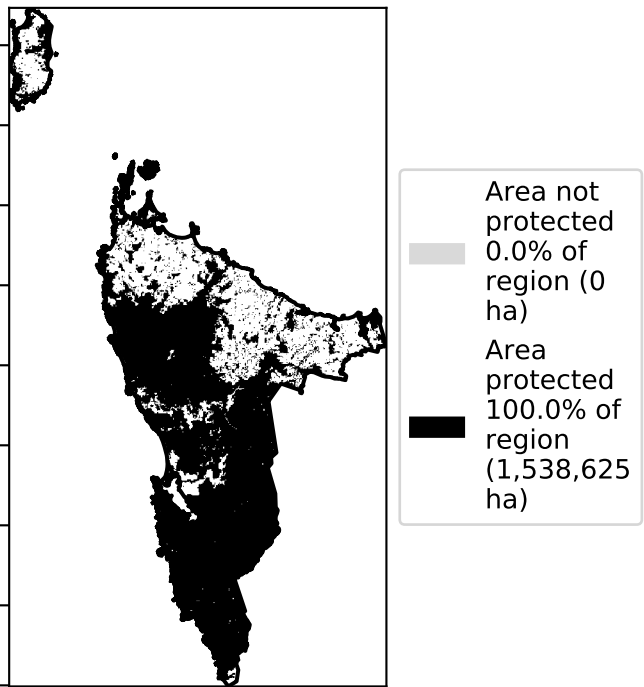 Area not
protected
0.0% of
region (0
ha)
Area
protected
100.0% of
region
(1,538,625
ha)